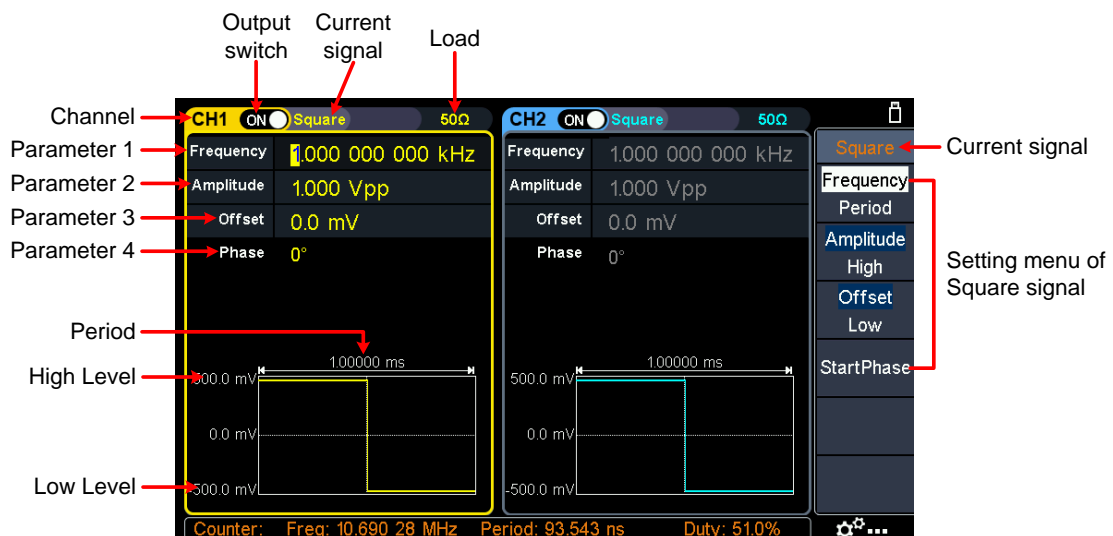 Output switch
Current signal
Load
Channel
Parameter 1
Parameter 2
Parameter 3
Parameter 4
Period
High Level
Low Level
CH1 ON Square 50Ω
Frequency 1.000 000 000 kHz
Amplitude 1.000 Vpp
Offset 0.0 mV
Phase 0°
1.00000 ms
500.0 mV
0.0 mV
-500.0 mV
CH2 ON Square 50Ω
Frequency 1.000 000 000 kHz
Amplitude 1.000 Vpp
Offset 0.0 mV
Phase 0°
1.00000 ms
500.0 mV
0.0 mV
-500.0 mV
Square
Frequency
Period
Amplitude
High
Offset
Low
StartPhase
Current signal
Setting menu of
Square signal
Counter: Freq: 10.690 28 MHz Period: 93.543 ns Duty: 51.0%